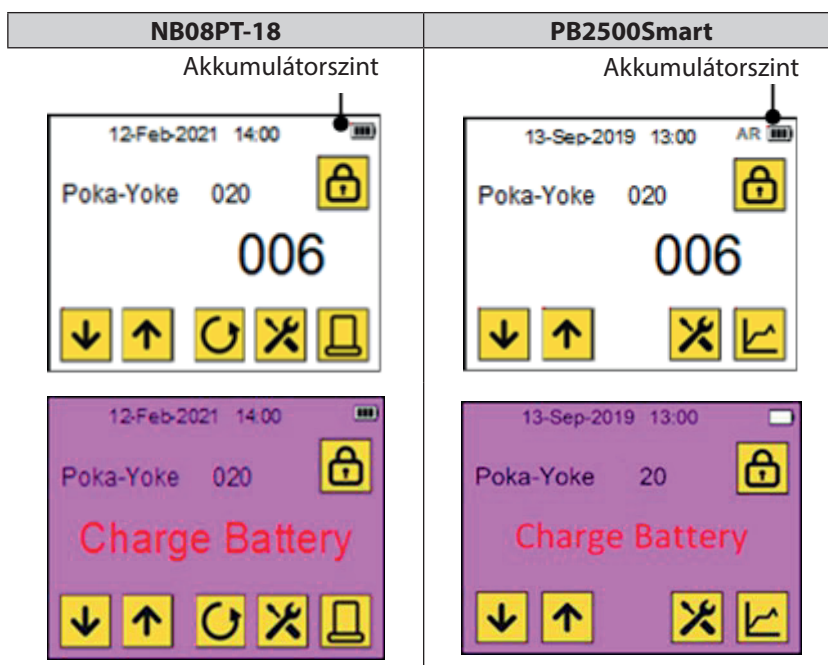 NB08PT-18
PB2500Smart
Akkumulátorszint
Akkumulátorszint
12-Feb-2021 14:00
Poka-Yoke 020
006
13-Sep-2019 13:00 AR
Poka-Yoke 020
006
12-Feb-2021 14:00
Poka-Yoke 020
Charge Battery
13-Sep-2019 13:00
Poka-Yoke 20
Charge Battery